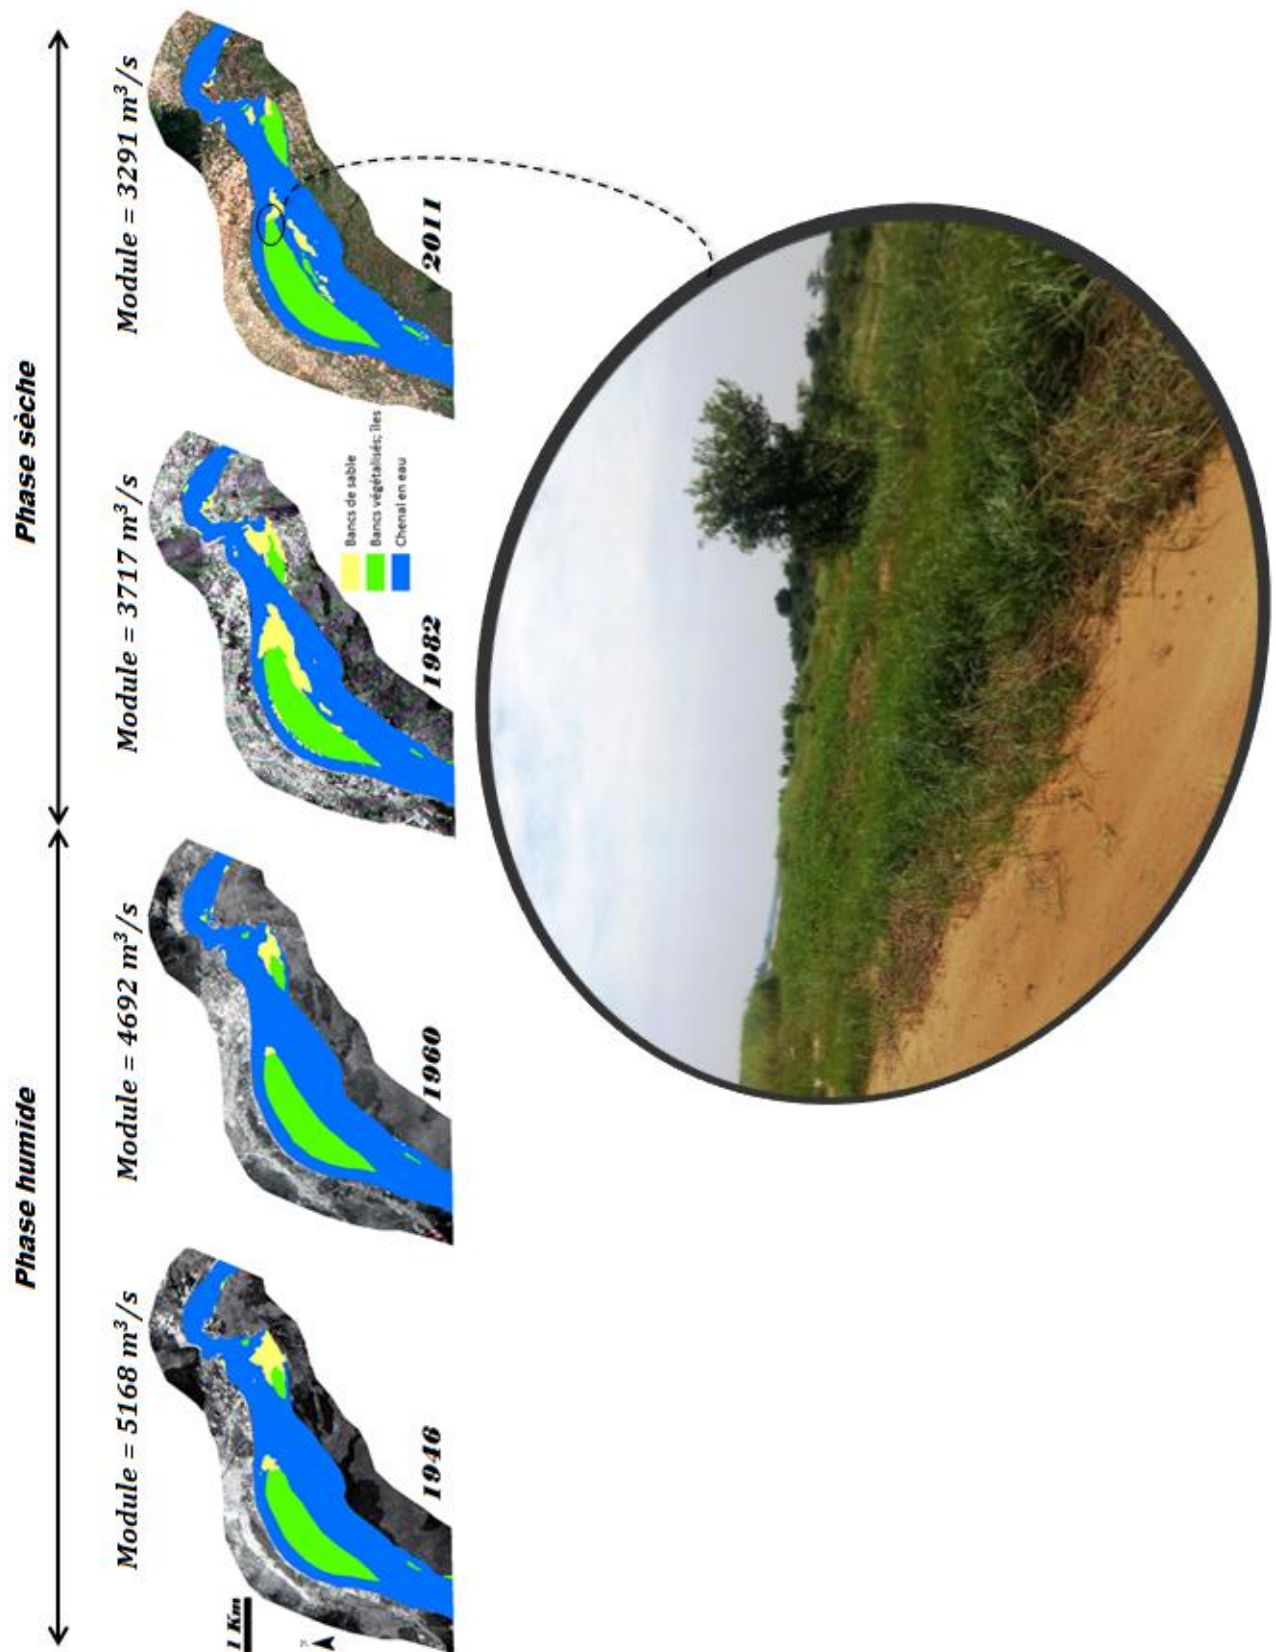 Phase humide
Phase sèche
Module = 5168 m³/s
Module = 4692 m³/s
Module = 3717 m³/s
Module = 3291 m³/s
1 Km
N
1946
1960
1982
2011
Bancs de sable
Bancs végétalisés; îles
Chenal en eau